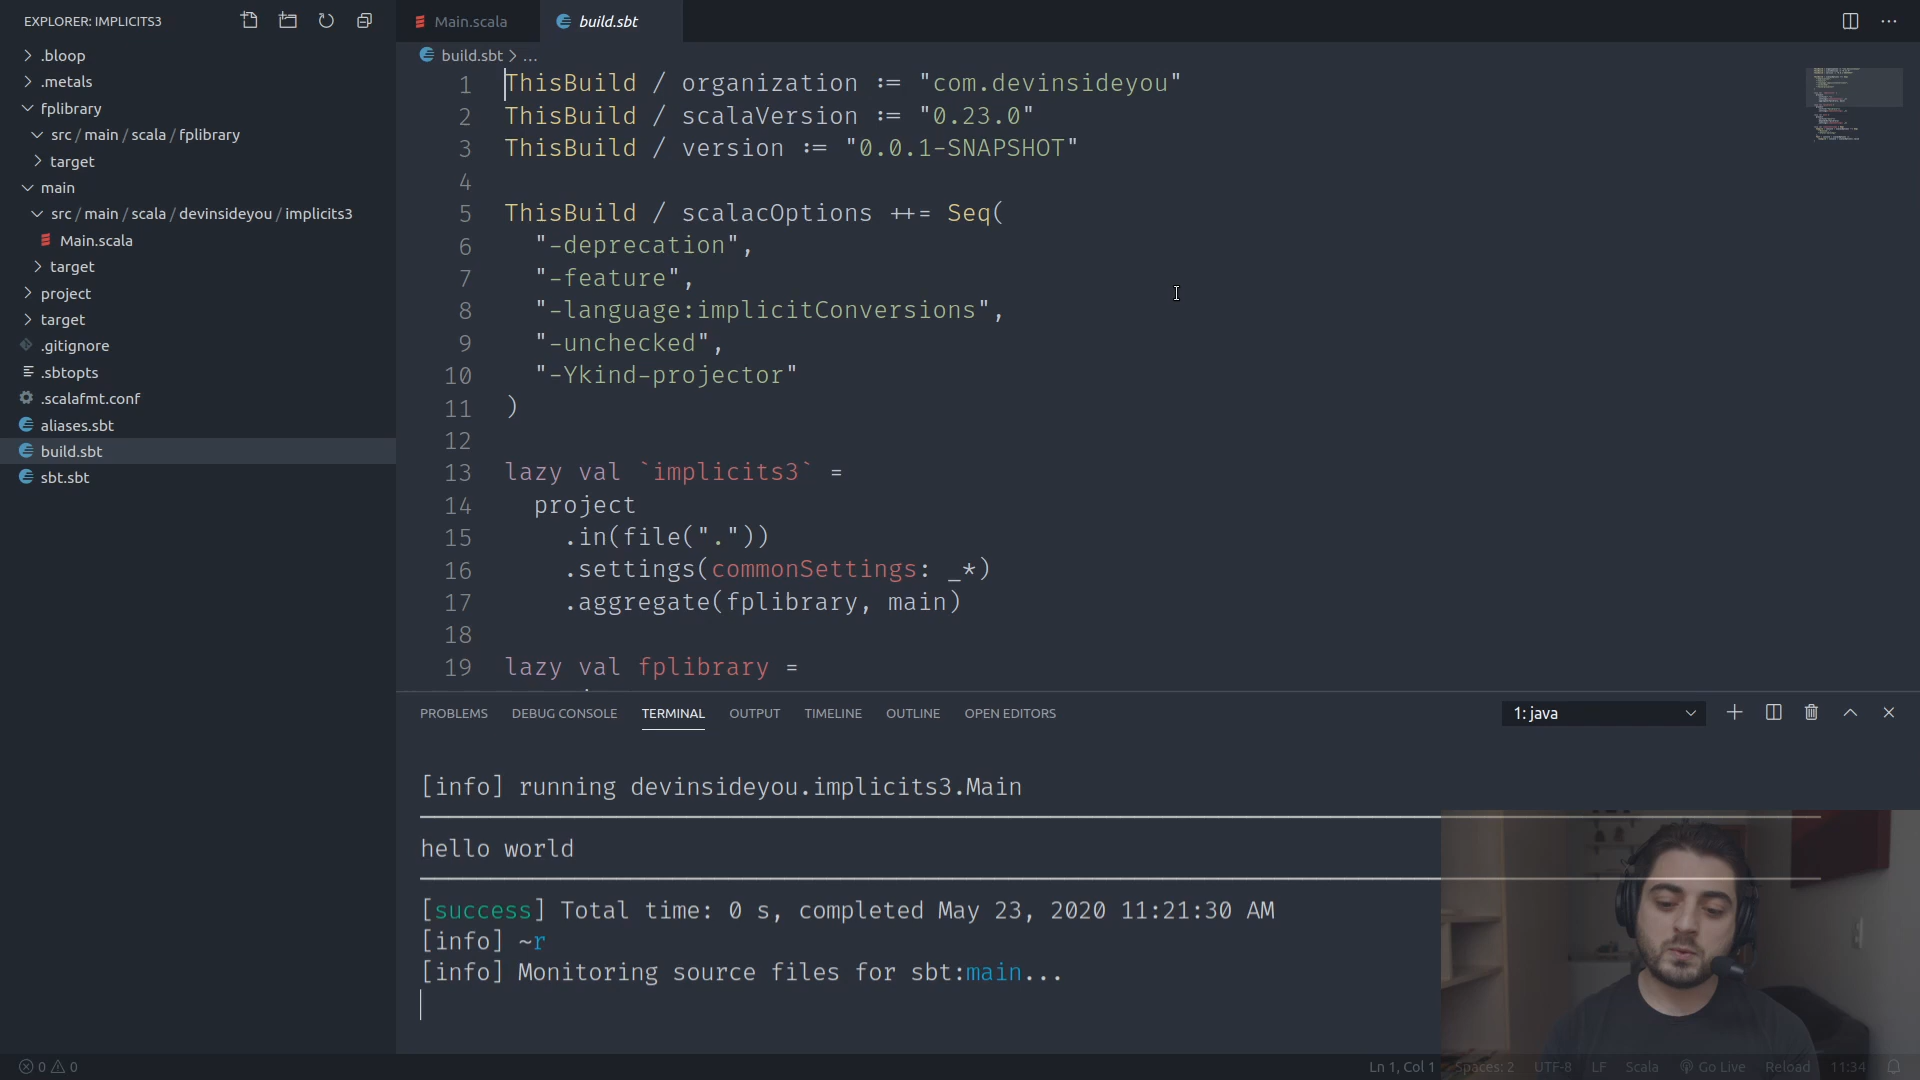 EXPLORER: IMPLICITS3
.bloop
.metals
fplibrary
src / main / scala / fplibrary
target
main
src / main / scala / devinsideyou / implicits3
Main.scala
target
project
target
.gitignore
.sbtopts
.scalafmt.conf
aliases.sbt
build.sbt
sbt.sbt
Main.scala
build.sbt
build.sbt > ...
1 ThisBuild / organization := "com.devinsideyou"
2 ThisBuild / scalaVersion := "0.23.0"
3 ThisBuild / version := "0.0.1-SNAPSHOT"
4
5 ThisBuild / scalacOptions ++= Seq(
6 "-deprecation",
7 "-feature",
8 "-language:implicitConversions",
9 "-unchecked",
10 "-Ykind-projector"
11 )
12
13 lazy val `implicits3` =
14 project
15 .in(file("."))
16 .settings(commonSettings: _*)
17 .aggregate(fplibrary, main)
18
19 lazy val fplibrary =
PROBLEMS DEBUG CONSOLE TERMINAL OUTPUT TIMELINE OUTLINE OPEN EDITORS
1: java
[info] running devinsideyou.implicits3.Main
hello world
[success] Total time: 0 s, completed May 23, 2020 11:21:30 AM
[info] ~r
[info] Monitoring source files for sbt:main...
0 0
Ln 1, Col 1 Spaces: 2 UTF-8 LF Scala Go Live Reload 11:34